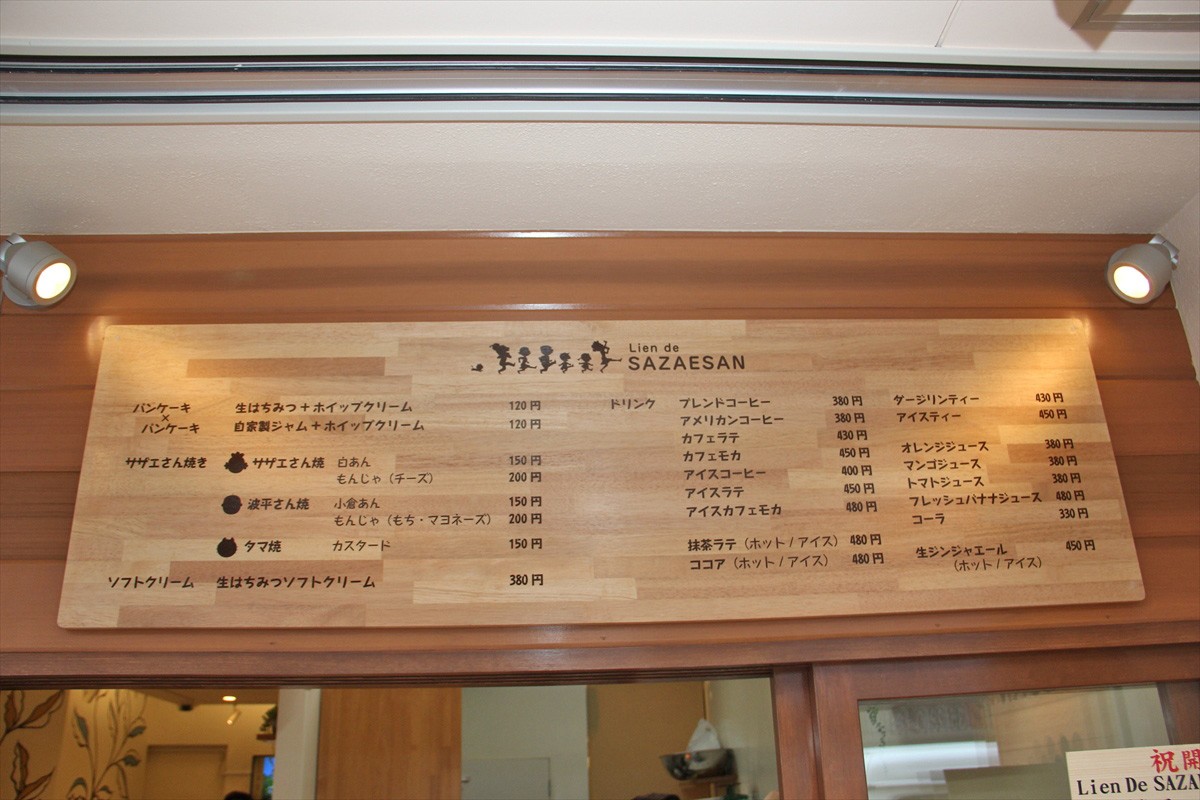 Lien de
SAZAESAN
パンケーキ
×
パンケーキ
生はちみつ+ホイップクリーム 120円
自家製ジャム+ホイップクリーム 120円
サザエさん焼き サザエさん焼 白あん 150円
もんじゃ(チーズ) 200円
波平さん焼 小倉あん 150円
もんじゃ(もち・マヨネーズ) 200円
タマ焼 カスタード 150円
ソフトクリーム 生はちみつソフトクリーム 380円
ドリンク ブレンドコーヒー 380円
アメリカンコーヒー 380円
カフェラテ 430円
カフェモカ 450円
アイスコーヒー 400円
アイスラテ 450円
アイスカフェモカ 480円
抹茶ラテ(ホット/アイス) 480円
ココア(ホット/アイス) 480円
ダージリンティー 430円
アイスティー 450円
オレンジジュース 380円
マンゴジュース 380円
トマトジュース 380円
フレッシュバナナジュース 480円
コーラ 330円
生ジンジャエール 450円
(ホット/アイス)
祝開
Lien De SAZA